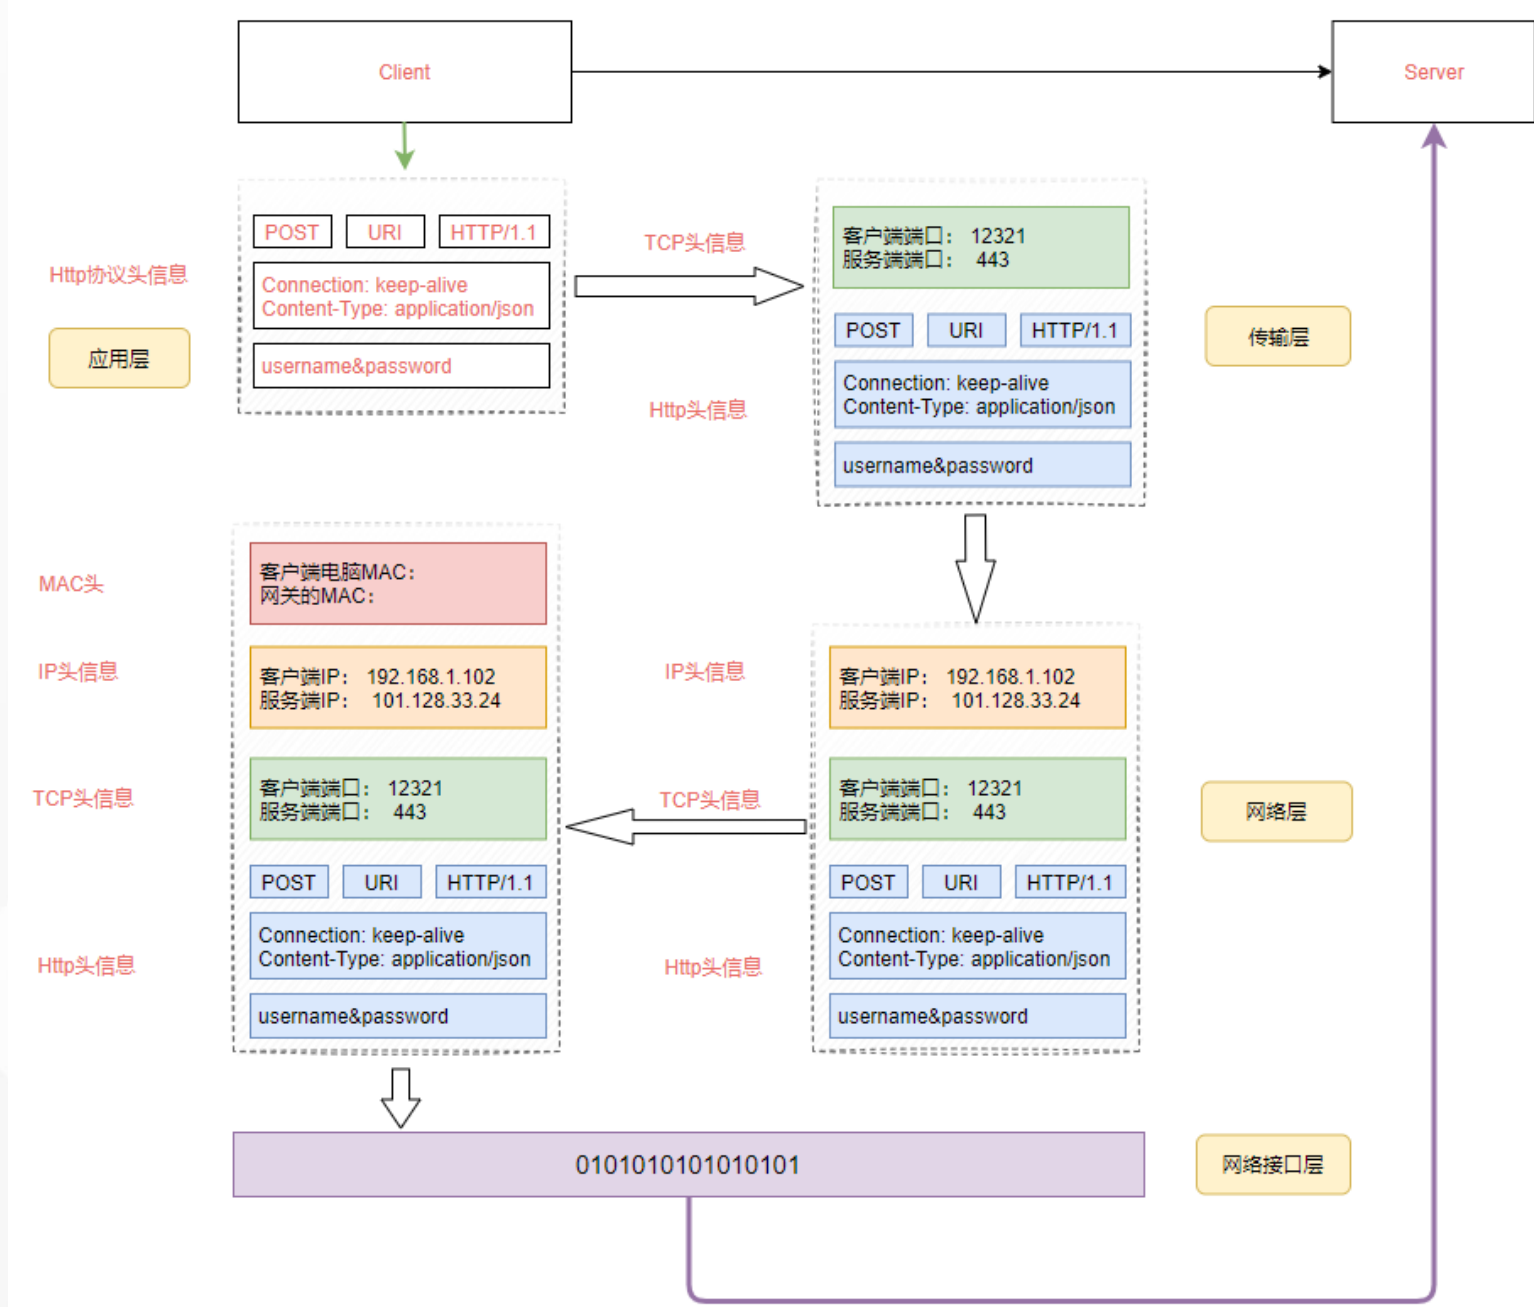 Client
Server
Http协议头信息
应用层
POST
URI
HTTP/1.1
Connection: keep-alive
Content-Type: application/json
username&password
TCP头信息
Http头信息
客户端端口： 12321
服务端端口： 443
POST
URI
HTTP/1.1
Connection: keep-alive
Content-Type: application/json
username&password
传输层
MAC头
IP头信息
TCP头信息
Http头信息
客户端电脑MAC：
网关的MAC：
客户端IP： 192.168.1.102
服务端IP： 101.128.33.24
客户端端口： 12321
服务端端口： 443
POST
URI
HTTP/1.1
Connection: keep-alive
Content-Type: application/json
username&password
IP头信息
TCP头信息
Http头信息
客户端IP： 192.168.1.102
服务端IP： 101.128.33.24
客户端端口： 12321
服务端端口： 443
POST
URI
HTTP/1.1
Connection: keep-alive
Content-Type: application/json
username&password
网络层
0101010101010101
网络接口层